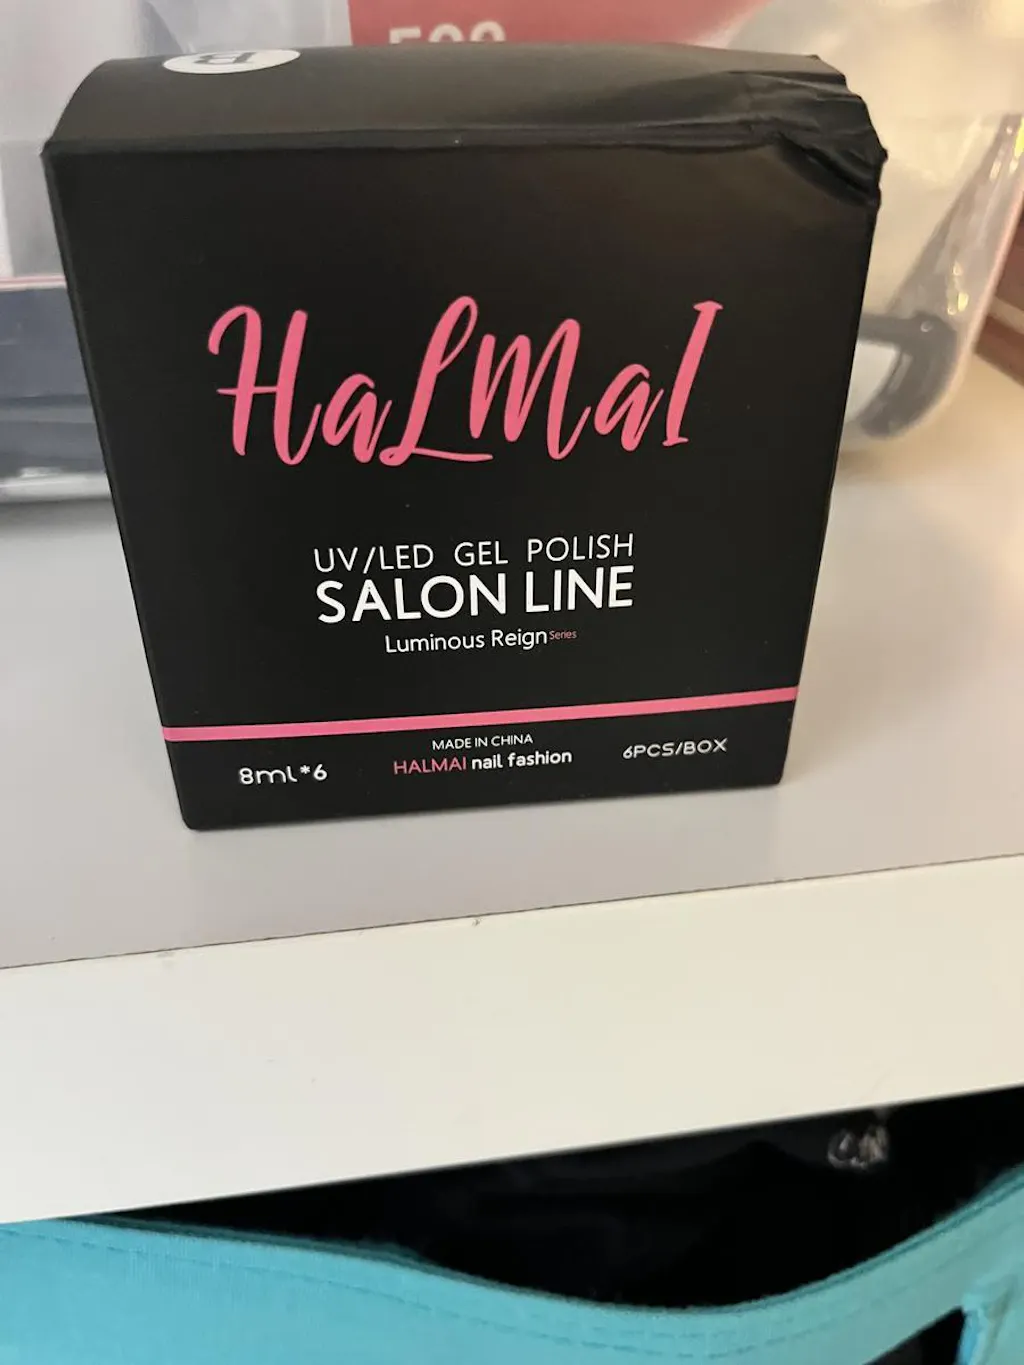 HaLMaI
UV/LED GEL POLISH
SALON LINE
Luminous Reign Series
MADE IN CHINA
8ml*6 HALMAI nail fashion 6PCS/BOX